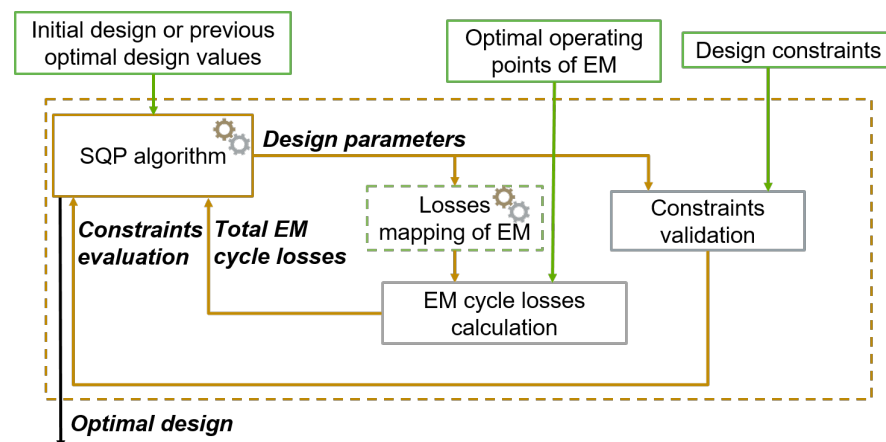 Initial design or previous
optimal design values
Optimal operating
points of EM
Design constraints
SQP algorithm
Design parameters
Losses
mapping of EM
Constraints
validation
Constraints
evaluation
Total EM
cycle losses
EM cycle losses
calculation
Optimal design